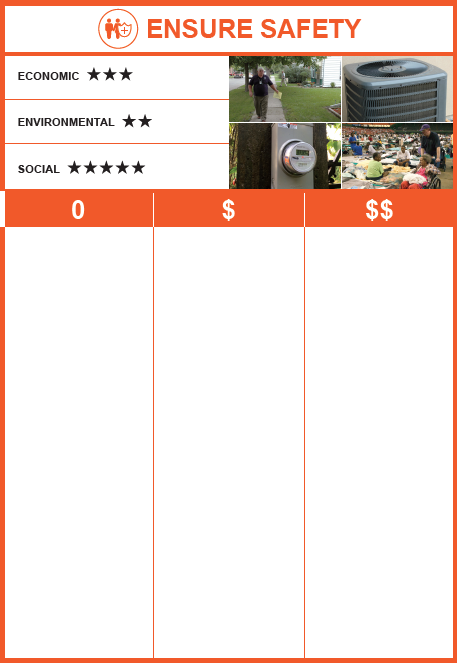 ENSURE SAFETY
ECONOMIC ★★★
ENVIRONMENTAL ★★
SOCIAL ★★★★★
0 $ $$